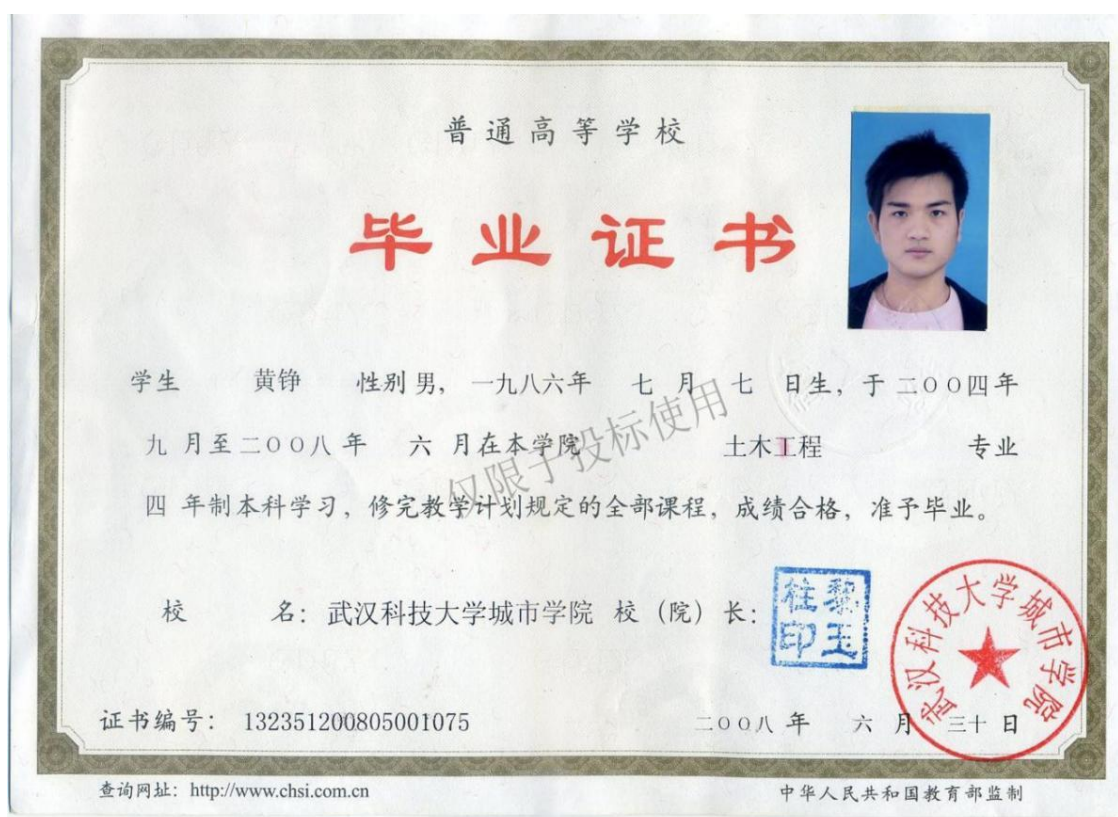 普通高等学校
毕业证书
学生 黄铮 性别 男， 一九八六年 七 月 七 日生，于 二〇〇四年
九 月至二〇〇八 年 六 月在本学院 土木工程 专业
四 年制本科学习，修完教学计划规定的全部课程，成绩合格，准予毕业。
仅限于投标使用
校 名：武汉科技大学城市学院 校（院）长：
黎玉柱印
武汉科技大学城市学院
证书编号： 132351200805001075
二〇〇八 年 六 月 三十 日
查询网址：http://www.chsi.com.cn
中华人民共和国教育部监制